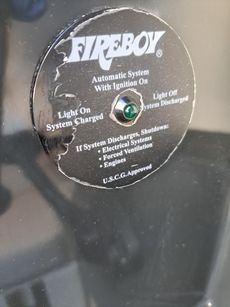 FIREBOY®
Automatic System
With Ignition On
Light On
System Charged
Light Off
System Discharged
If System Discharges, Shutdown:
• Electrical Systems
• Forced Ventilation
• Engines
U.S.C.G. Approved